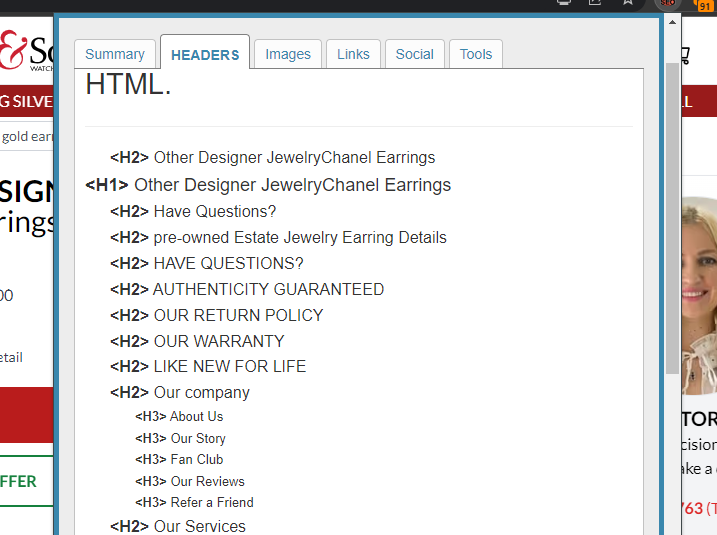 SEO
91
& So
WATCH
Summary
HEADERS
Images
Links
Social
Tools
HTML.
G SILVE
LL
gold earr
<H2> Other Designer JewelryChanel Earrings
<H1> Other Designer JewelryChanel Earrings
<H2> Have Questions?
<H2> pre-owned Estate Jewelry Earring Details
<H2> HAVE QUESTIONS?
<H2> AUTHENTICITY GUARANTEED
<H2> OUR RETURN POLICY
<H2> OUR WARRANTY
<H2> LIKE NEW FOR LIFE
<H2> Our company
<H3> About Us
<H3> Our Story
<H3> Fan Club
<H3> Our Reviews
<H3> Refer a Friend
<H2> Our Services
SIGN
rings
00
etail
FFER
TOR
cision
ake a
763 (T